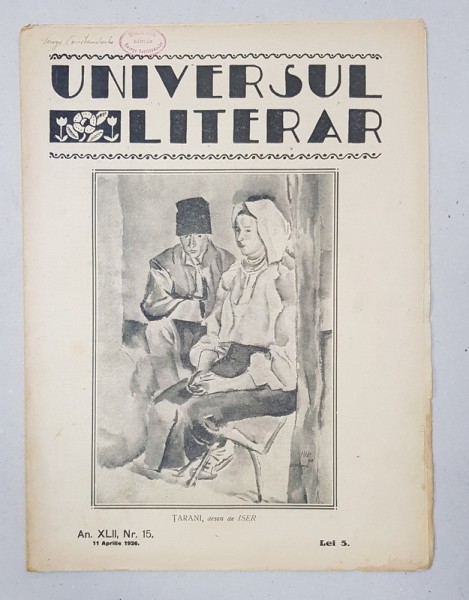 UNIVERSUL
LITERAR
ȚARANI, desen de ISER
An. XLII, Nr. 15.
11 Aprilie 1926.
Lei 5.